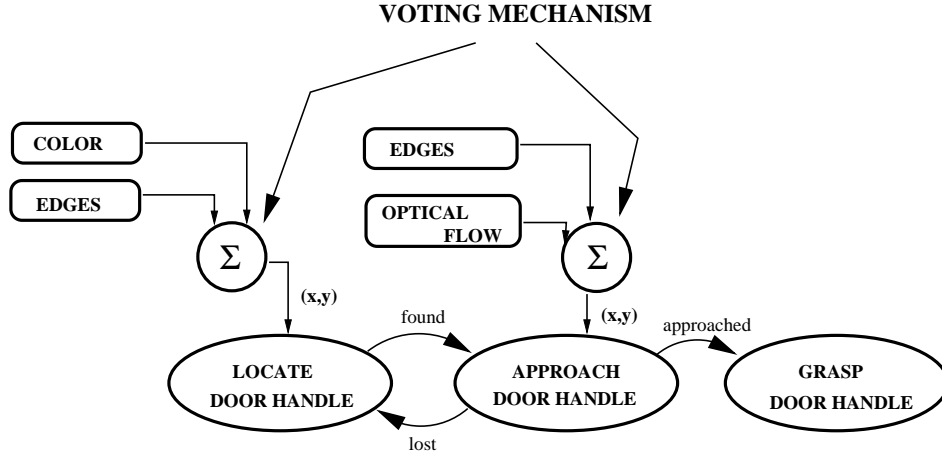 VOTING MECHANISM
COLOR
EDGES
EDGES
OPTICAL
FLOW
Σ
Σ
(x,y)
(x,y)
found
approached
LOCATE
DOOR HANDLE
APPROACH
DOOR HANDLE
GRASP
DOOR HANDLE
lost